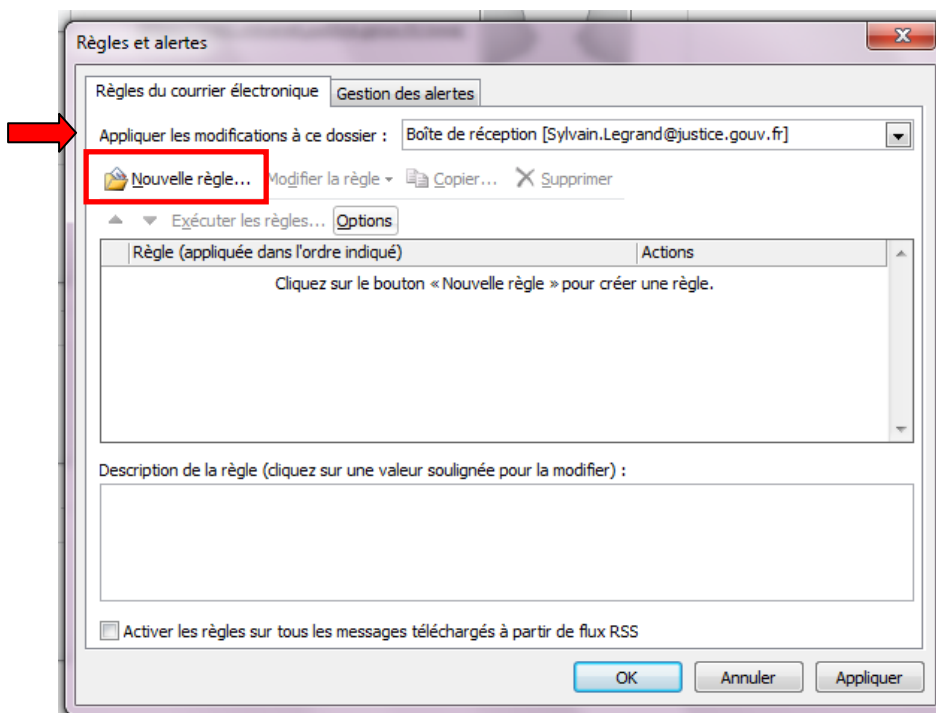 Règles et alertes
Règles du courrier électronique Gestion des alertes
Appliquer les modifications à ce dossier : Boîte de réception [Sylvain.Legrand@justice.gouv.fr]
Nouvelle règle... Modifier la règle Copier... Supprimer
Exécuter les règles... Options
Règle (appliquée dans l'ordre indiqué) Actions
Cliquez sur le bouton « Nouvelle règle » pour créer une règle.
Description de la règle (cliquez sur une valeur soulignée pour la modifier) :
Activer les règles sur tous les messages téléchargés à partir de flux RSS
OK Annuler Appliquer